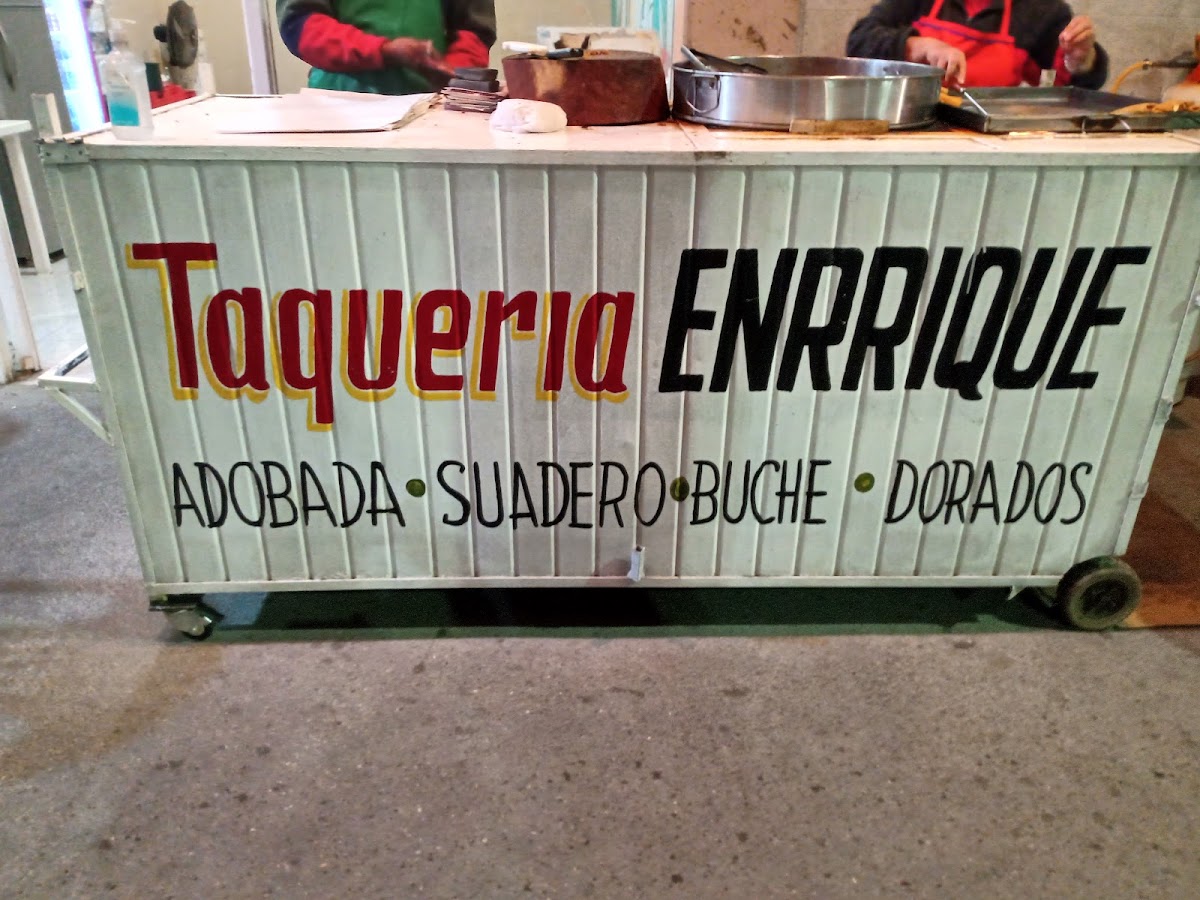 Taqueria ENRRIQUE
ADOBADA • SUADERO • BUCHE • DORADOS